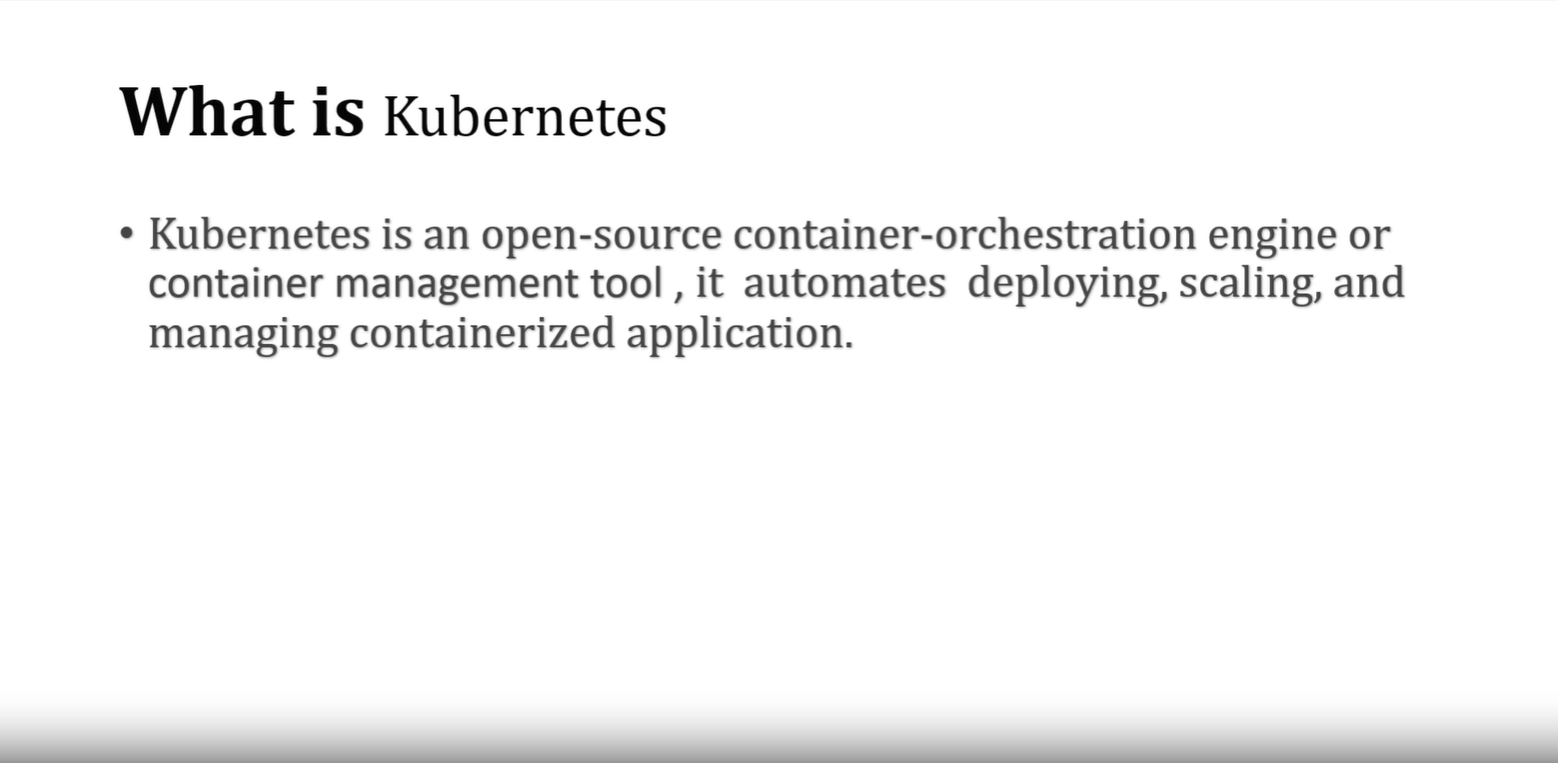 What is Kubernetes
• Kubernetes is an open-source container-orchestration engine or
container management tool , it automates deploying, scaling, and
managing containerized application.